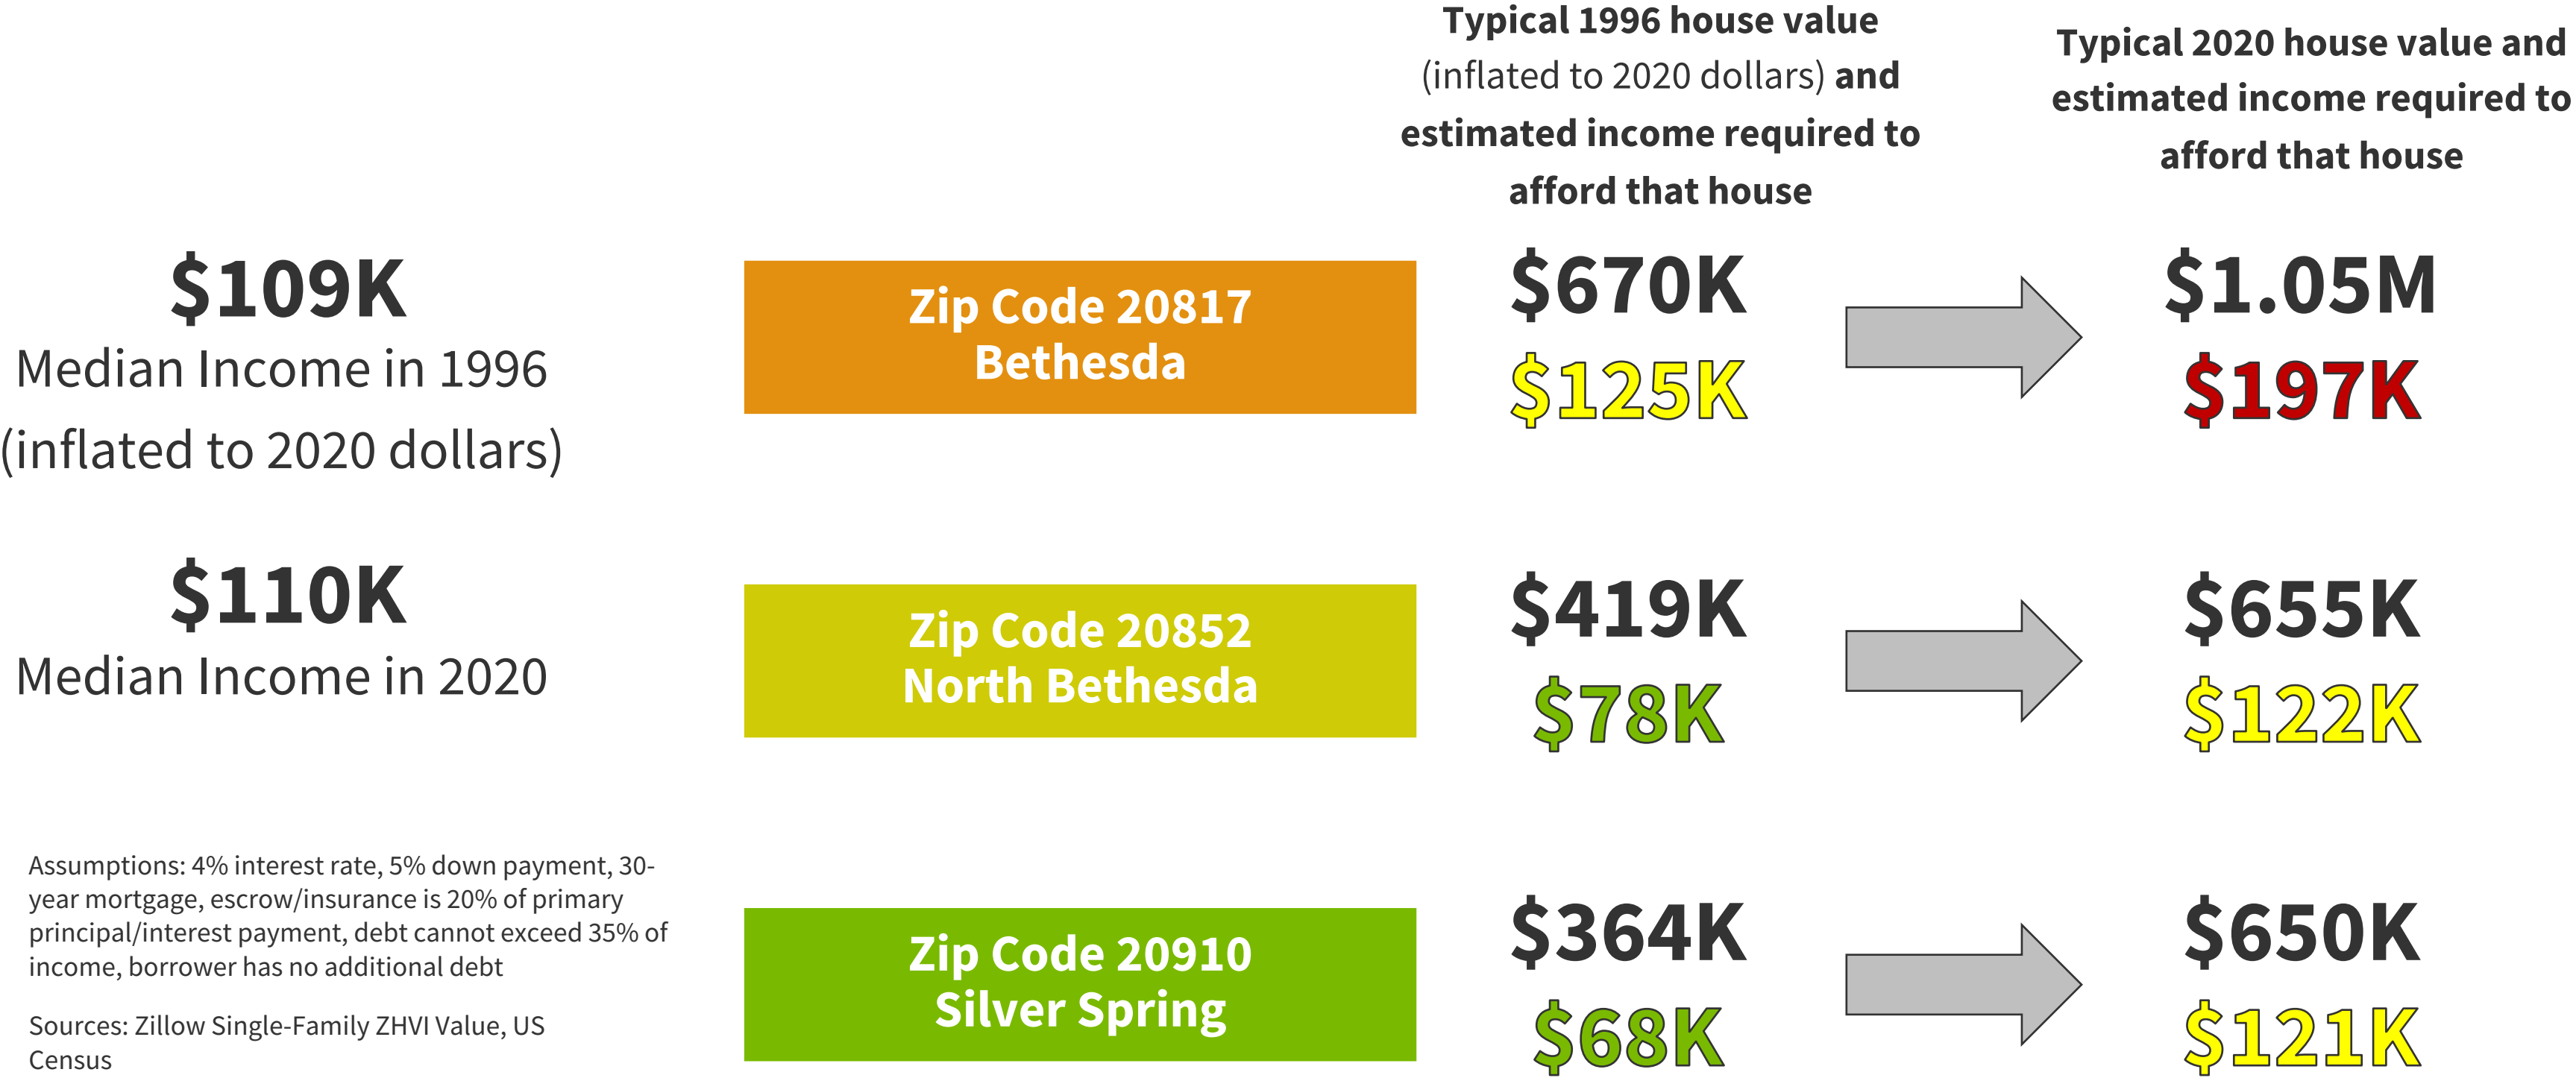 Typical 1996 house value
(inflated to 2020 dollars) and
estimated income required to
afford that house
Typical 2020 house value and
estimated income required to
afford that house
$109K
Median Income in 1996
(inflated to 2020 dollars)
Zip Code 20817
Bethesda
$670K
$125K
$1.05M
$197K
$110K
Median Income in 2020
Zip Code 20852
North Bethesda
$419K
$78K
$655K
$122K
Assumptions: 4% interest rate, 5% down payment, 30-
year mortgage, escrow/insurance is 20% of primary
principal/interest payment, debt cannot exceed 35% of
income, borrower has no additional debt
Sources: Zillow Single-Family ZHVI Value, US
Census
Zip Code 20910
Silver Spring
$364K
$68K
$650K
$121K